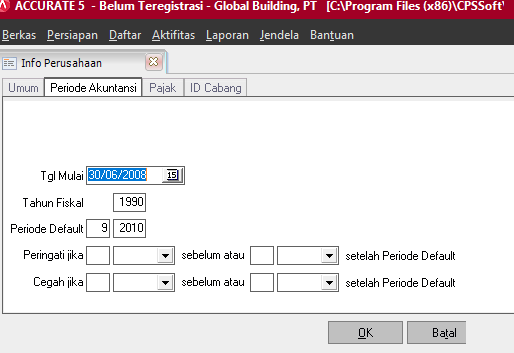 ACCURATE 5 - Belum Teregistrasi - Global Building, PT [C:\Program Files (x86)\CPSSoft\
Berkas Persiapan Daftar Aktifitas Laporan Jendela Bantuan
Info Perusahaan
Umum Periode Akuntansi Pajak ID Cabang
Tgl Mulai 30/06/2008 15
Tahun Fiskal 1990
Periode Default 9 2010
Peringati jika sebelum atau setelah Periode Default
Cegah jika sebelum atau setelah Periode Default
OK Batal